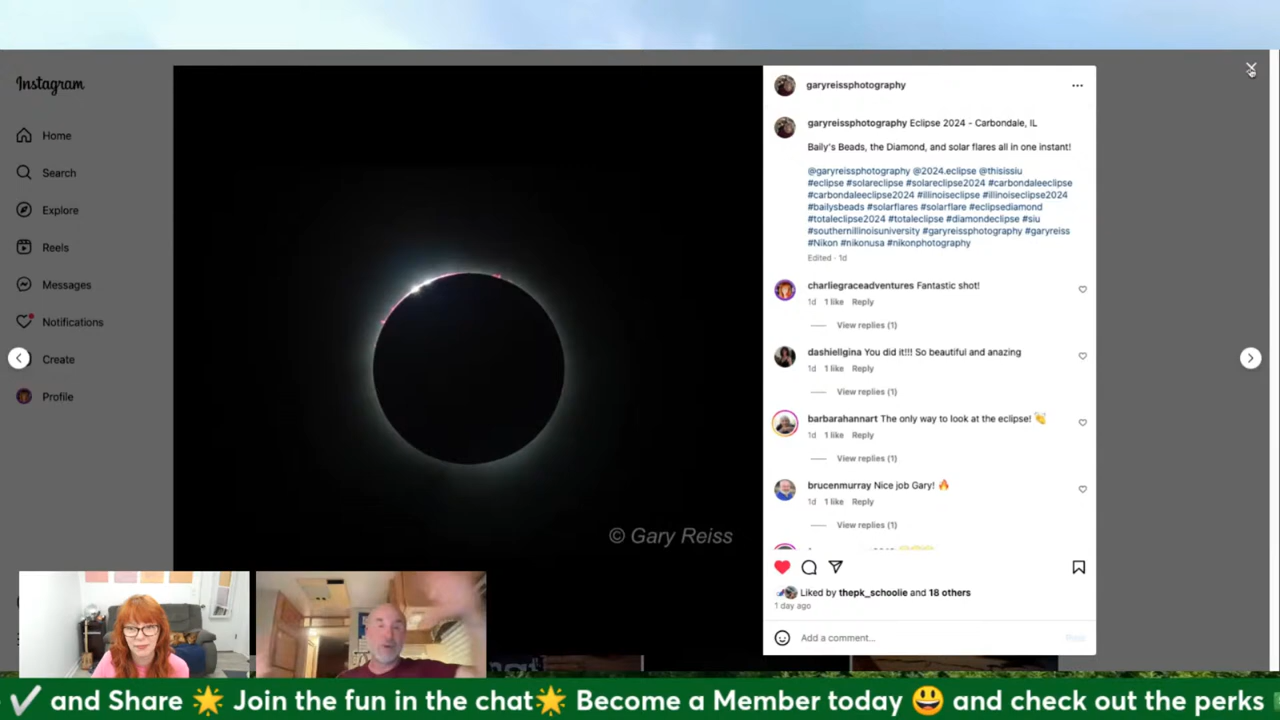 Instagram
Home
Search
Explore
Reels
Messages
Notifications
Create
Profile
© Gary Reiss
garyreissphotography
garyreissphotography Eclipse 2024 - Carbondale, IL
Baily's Beads, the Diamond, and solar flares all in one instant!
@garyreissphotography @2024.eclipse @thisissiu
#eclipse #solareclipse #solareclipse2024 #carbondaleeclipse
#carbondaleeclipse2024 #illinoiseclipse #illinoiseclipse2024
#bailysbeads #solarflares #solarflare #eclipsediamond
#totaleclipse2024 #totaleclipse #diamondeclipse #siu
#southernillinoisuniversity #garyreissphotography #garyreiss
#Nikon #nikonusa #nikonphotography
Edited · 1d
charliegraceadventures Fantastic shot!
1d 1 like Reply
View replies (1)
dashiellgina You did it!!! So beautiful and anazing
1d 1 like Reply
View replies (1)
barbarahannart The only way to look at the eclipse! 👏
1d 1 like Reply
View replies (1)
brucenmurray Nice job Gary! 🔥
1d 1 like Reply
View replies (1)
Liked by thepk_schoolie and 18 others
1 day ago
Add a comment...
Post
✓ and Share 🌟 Join the fun in the chat🌟 Become a Member today 😃 and check out the perks